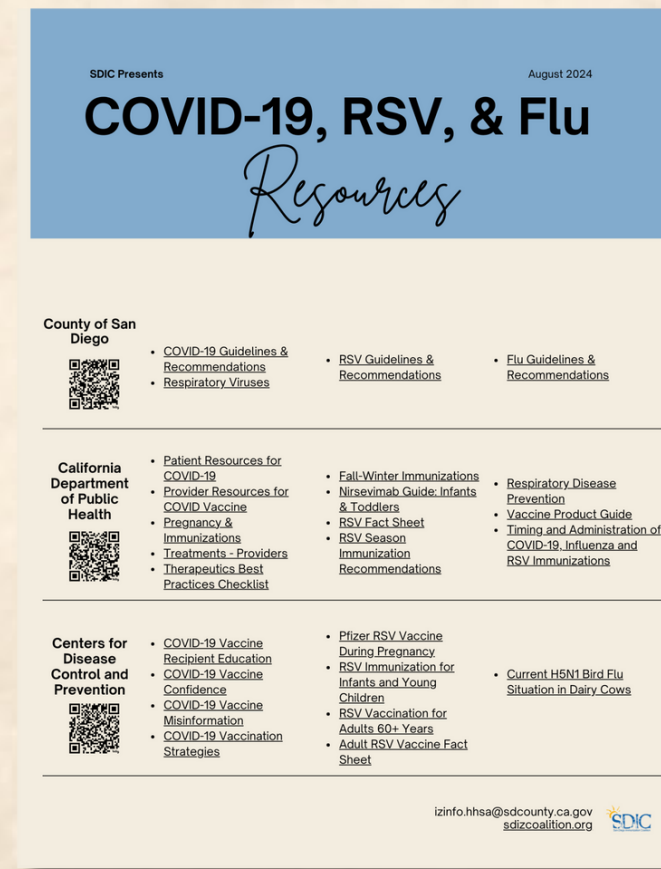 SDIC Presents
August 2024
COVID-19, RSV, & Flu
Resources
County of San
Diego
COVID-19 Guidelines &
Recommendations
Respiratory Viruses
RSV Guidelines &
Recommendations
Flu Guidelines &
Recommendations
California
Department
of Public
Health
Patient Resources for
COVID-19
Provider Resources for
COVID Vaccine
Pregnancy &
Immunizations
Treatments - Providers
Therapeutics Best
Practices Checklist
Fall-Winter Immunizations
Nirsevimab Guide: Infants
& Toddlers
RSV Fact Sheet
RSV Season
Immunization
Recommendations
Respiratory Disease
Prevention
Vaccine Product Guide
Timing and Administration of
COVID-19, Influenza and
RSV Immunizations
Centers for
Disease
Control and
Prevention
COVID-19 Vaccine
Recipient Education
COVID-19 Vaccine
Confidence
COVID-19 Vaccine
Misinformation
COVID-19 Vaccination
Strategies
Pfizer RSV Vaccine
During Pregnancy
RSV Immunization for
Infants and Young
Children
RSV Vaccination for
Adults 60+ Years
Adult RSV Vaccine Fact
Sheet
Current H5N1 Bird Flu
Situation in Dairy Cows
izinfo.hhsa@sdcounty.ca.gov
sdizcoalition.org
SDIC